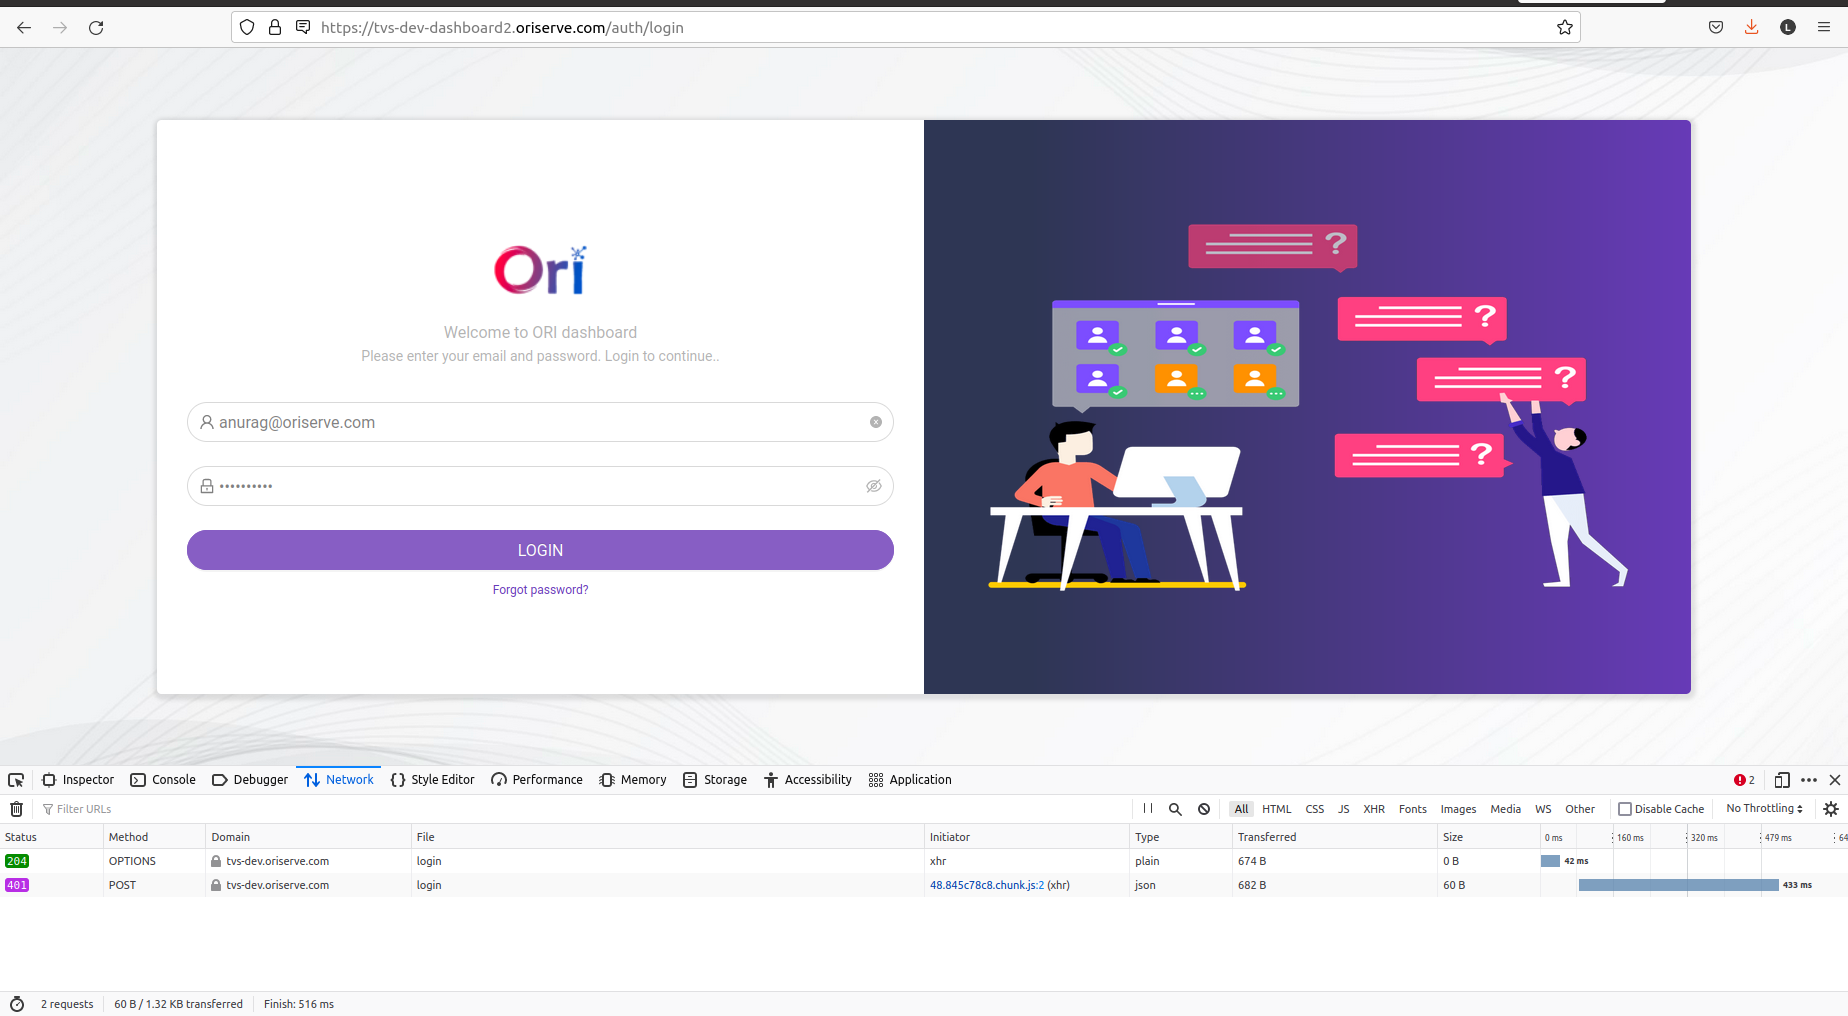 https://tvs-dev-dashboard2.oriserve.com/auth/login
L
Ori
Welcome to ORI dashboard
Please enter your email and password. Login to continue..
anurag@oriserve.com
••••••••••
LOGIN
Forgot password?
? 
?
?
?
Inspector Console Debugger Network Style Editor Performance Memory Storage Accessibility Application 2
Filter URLs All HTML CSS JS XHR Fonts Images Media WS Other Disable Cache No Throttling
Status Method Domain File Initiator Type Transferred Size 0 ms 160 ms 320 ms 479 ms 64
204 OPTIONS tvs-dev.oriserve.com login xhr plain 674 B 0 B 42 ms
401 POST tvs-dev.oriserve.com login 48.845c78c8.chunk.js:2 (xhr) json 682 B 60 B 433 ms
2 requests 60 B / 1.32 KB transferred Finish: 516 ms